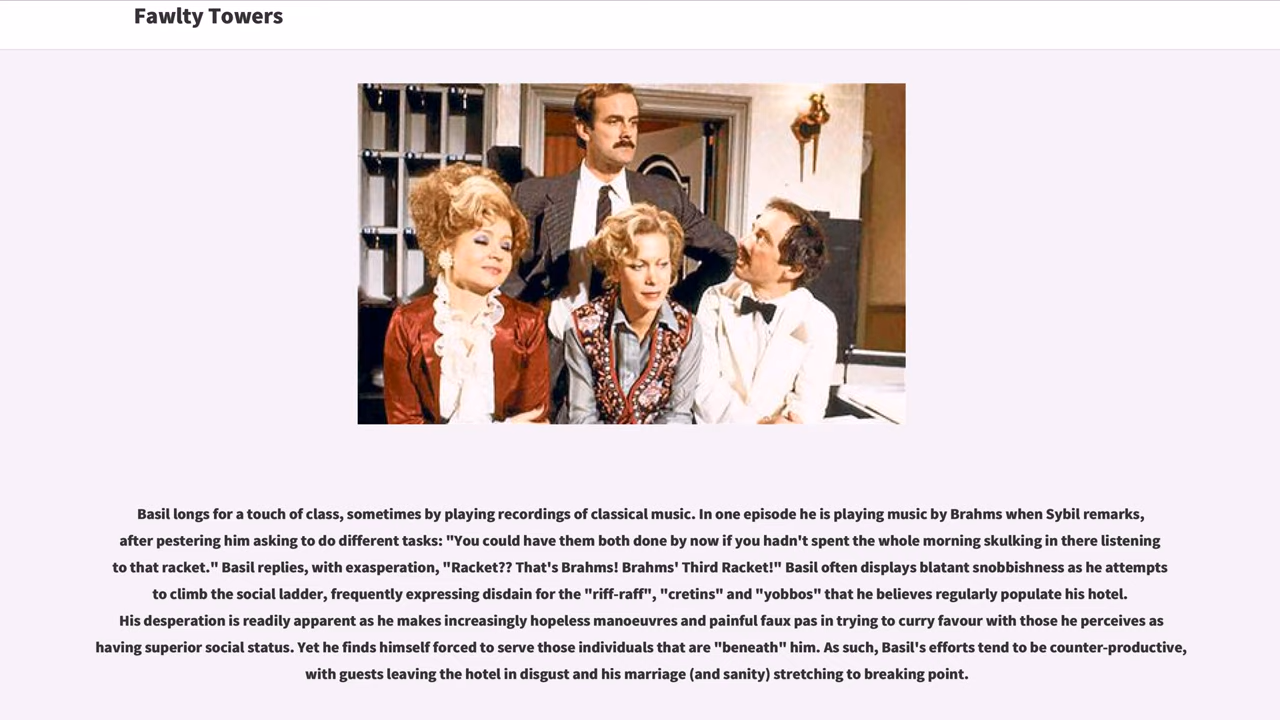 Fawlty Towers
Basil longs for a touch of class, sometimes by playing recordings of classical music. In one episode he is playing music by Brahms when Sybil remarks,
after pestering him asking to do different tasks: "You could have them both done by now if you hadn't spent the whole morning skulking in there listening
to that racket." Basil replies, with exasperation, "Racket?? That's Brahms! Brahms' Third Racket!" Basil often displays blatant snobbishness as he attempts
to climb the social ladder, frequently expressing disdain for the "riff-raff", "cretins" and "yobbos" that he believes regularly populate his hotel.
His desperation is readily apparent as he makes increasingly hopeless manoeuvres and painful faux pas in trying to curry favour with those he perceives as
having superior social status. Yet he finds himself forced to serve those individuals that are "beneath" him. As such, Basil's efforts tend to be counter-productive,
with guests leaving the hotel in disgust and his marriage (and sanity) stretching to breaking point.